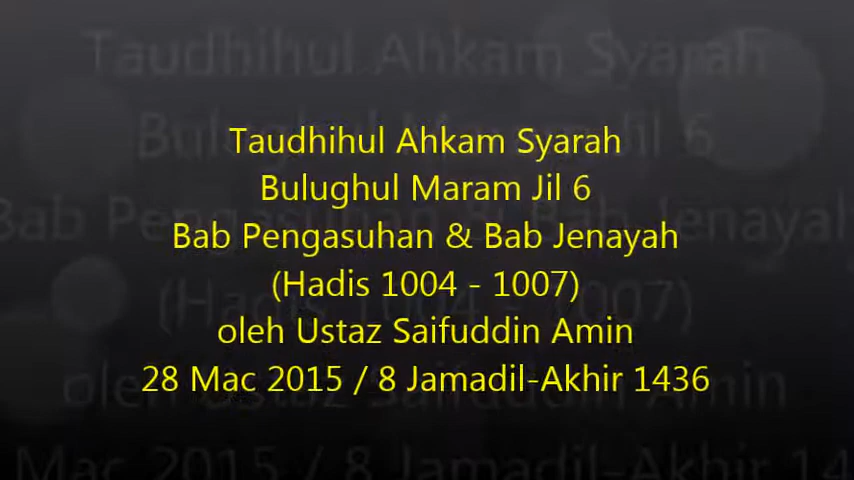 Taudhihul Ahkam Syarah
Bulughul Maram Jil 6
Bab Pengasuhan & Bab Jenayah
(Hadis 1004 - 1007)
oleh Ustaz Saifuddin Amin
28 Mac 2015 / 8 Jamadil-Akhir 1436